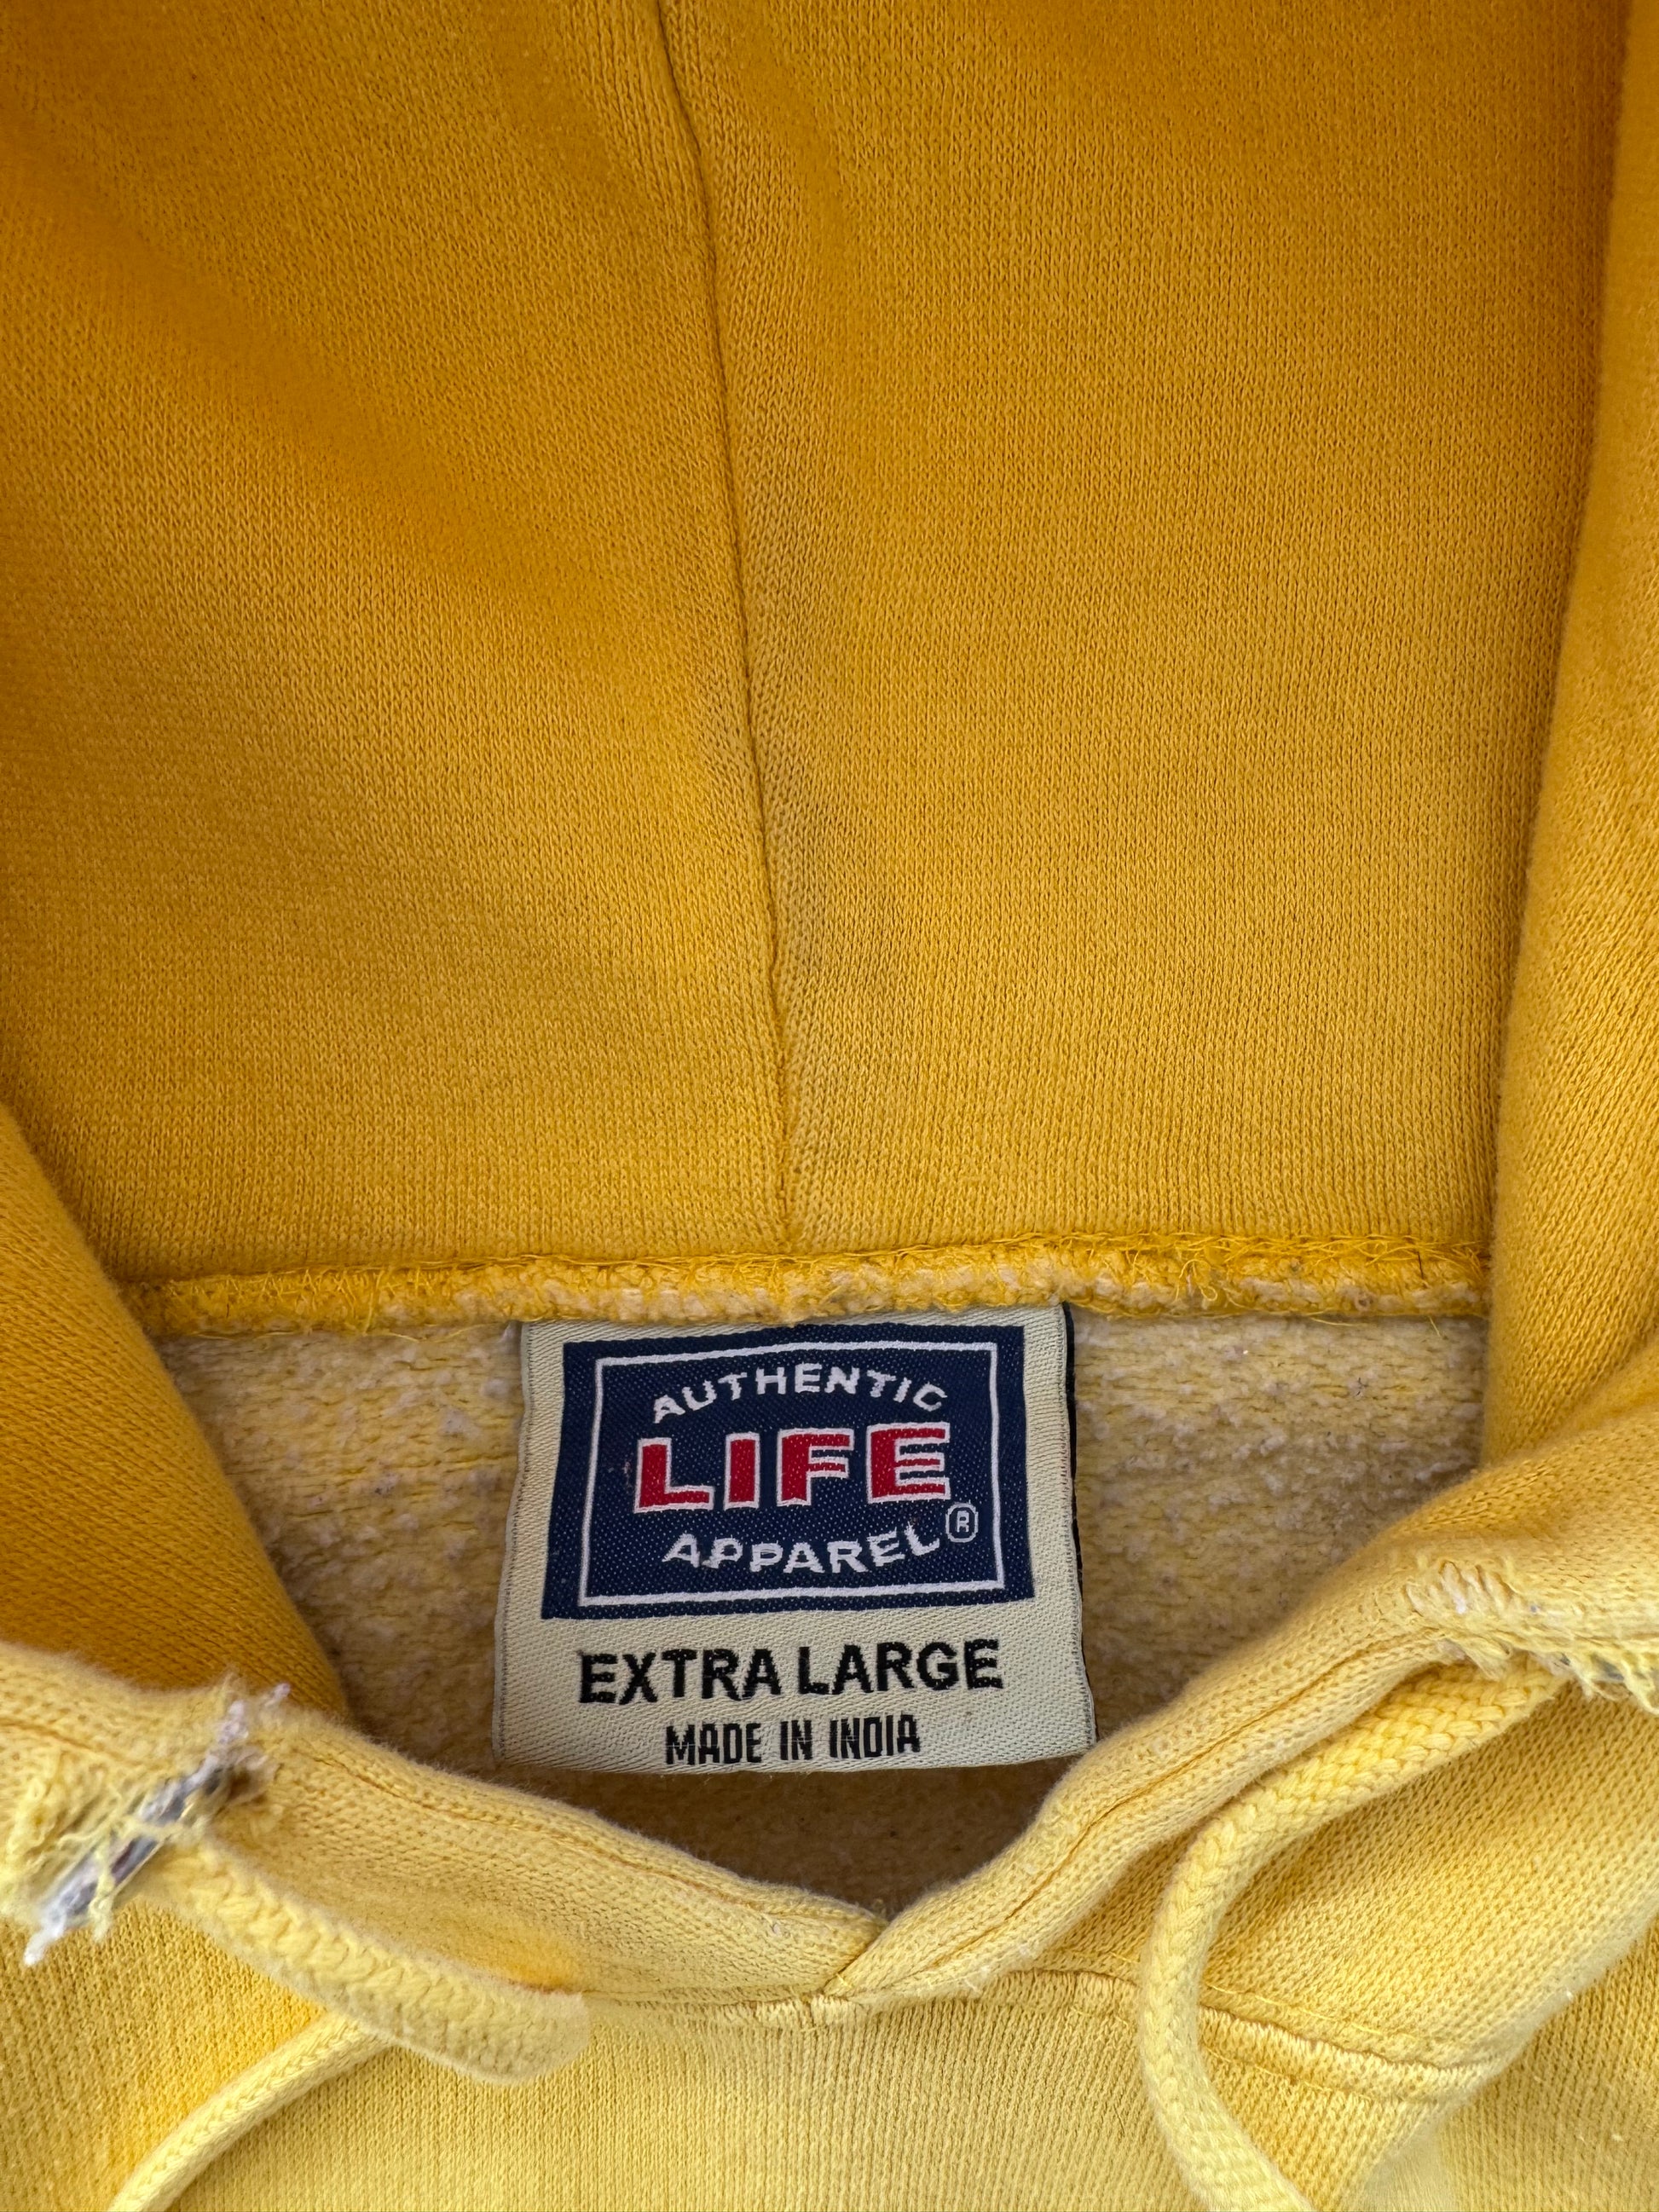 AUTHENTIC
LIFE
APPAREL®
EXTRA LARGE
MADE IN INDIA